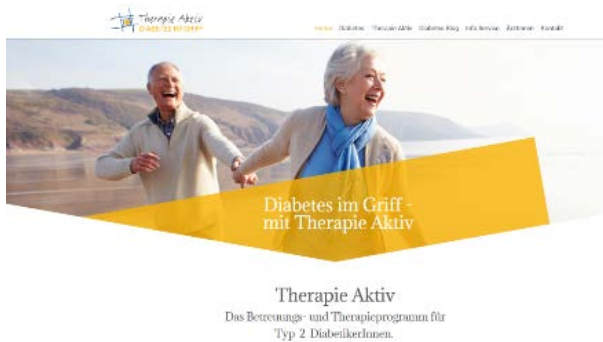 Therapie Aktiv
DIABETES IM GRIFF
Home Diabetes Therapie Aktiv Diabetes Blog Info Service ÄrztInnen Kontakt
Diabetes im Griff -
mit Therapie Aktiv
Therapie Aktiv
Das Betreuungs- und Therapieprogramm für
Typ 2 DiabetikerInnen.